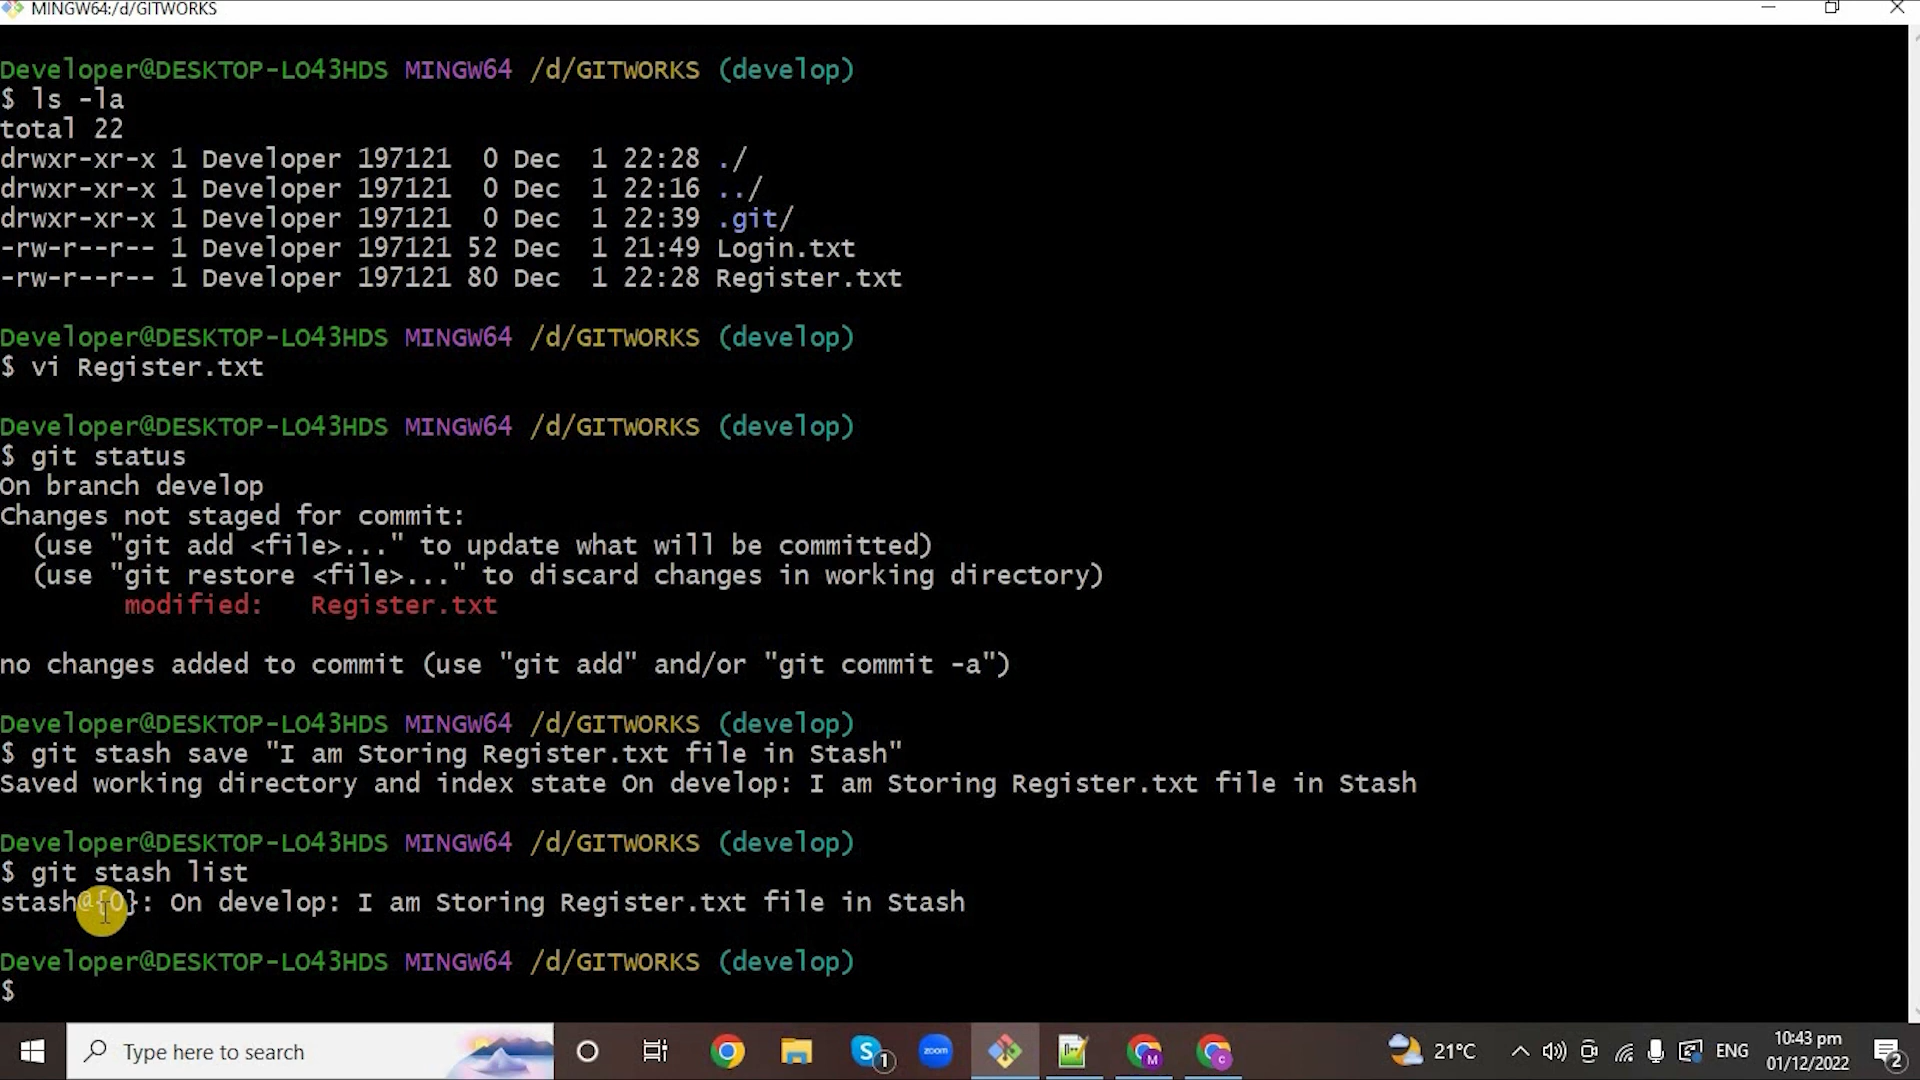 MINGW64:/d/GITWORKS
Developer@DESKTOP-LO43HDS MINGW64 /d/GITWORKS (develop)
$ ls -la
total 22
drwxr-xr-x 1 Developer 197121  0 Dec  1 22:28 ./
drwxr-xr-x 1 Developer 197121  0 Dec  1 22:16 ../
drwxr-xr-x 1 Developer 197121  0 Dec  1 22:39 .git/
-rw-r--r-- 1 Developer 197121 52 Dec  1 21:49 Login.txt
-rw-r--r-- 1 Developer 197121 80 Dec  1 22:28 Register.txt
Developer@DESKTOP-LO43HDS MINGW64 /d/GITWORKS (develop)
$ vi Register.txt
Developer@DESKTOP-LO43HDS MINGW64 /d/GITWORKS (develop)
$ git status
On branch develop
Changes not staged for commit:
  (use "git add <file>..." to update what will be committed)
  (use "git restore <file>..." to discard changes in working directory)
        modified:   Register.txt
no changes added to commit (use "git add" and/or "git commit -a")
Developer@DESKTOP-LO43HDS MINGW64 /d/GITWORKS (develop)
$ git stash save "I am Storing Register.txt file in Stash"
Saved working directory and index state On develop: I am Storing Register.txt file in Stash
Developer@DESKTOP-LO43HDS MINGW64 /d/GITWORKS (develop)
$ git stash list
stash@{0}: On develop: I am Storing Register.txt file in Stash
Developer@DESKTOP-LO43HDS MINGW64 /d/GITWORKS (develop)
$
Type here to search
1
zoom
M
C
21°C
ENG
10:43 pm
01/12/2022
2